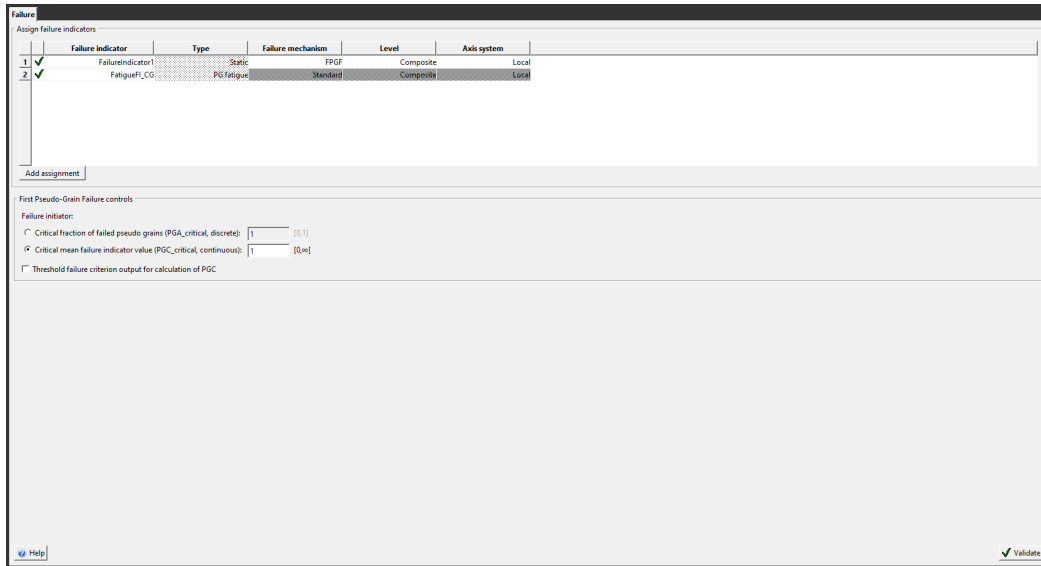 Failure
Assign failure indicators
Failure indicator Type Failure mechanism Level Axis system
1 FailureIndicator1 Static FPGF Composite Local
2 FatigueFI_CG PG fatigue Standard Composite Local
Add assignment
First Pseudo-Grain Failure controls
Failure initiator:
Critical fraction of failed pseudo grains (PGA_critical, discrete): 1 [0,1]
Critical mean failure indicator value (PGC_critical, continuous): 1 [0,∞[
Threshold failure criterion output for calculation of PGC
Help Validate